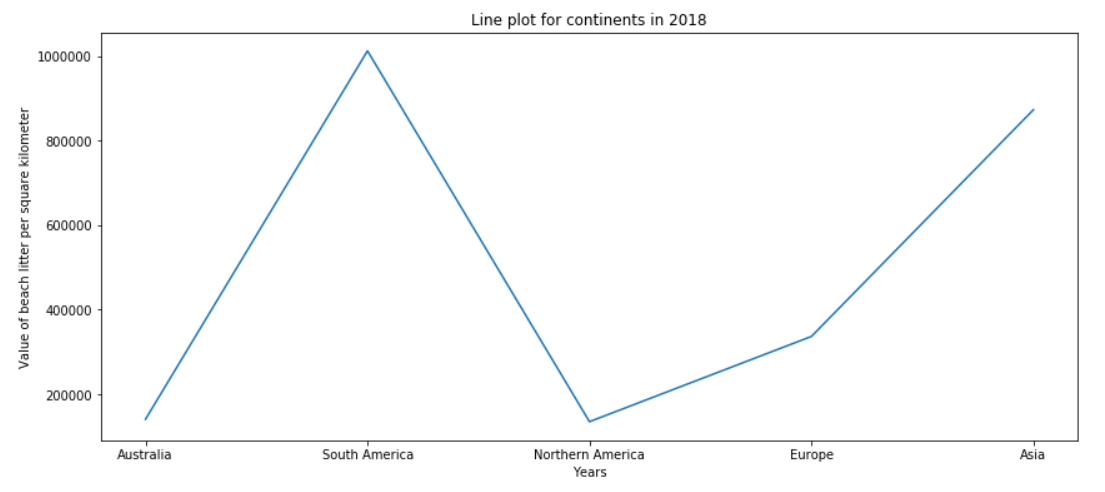 Line plot for continents in 2018
Value of beach litter per square kilometer
1000000
800000
600000
400000
200000
Australia South America Northern America Europe Asia
Years